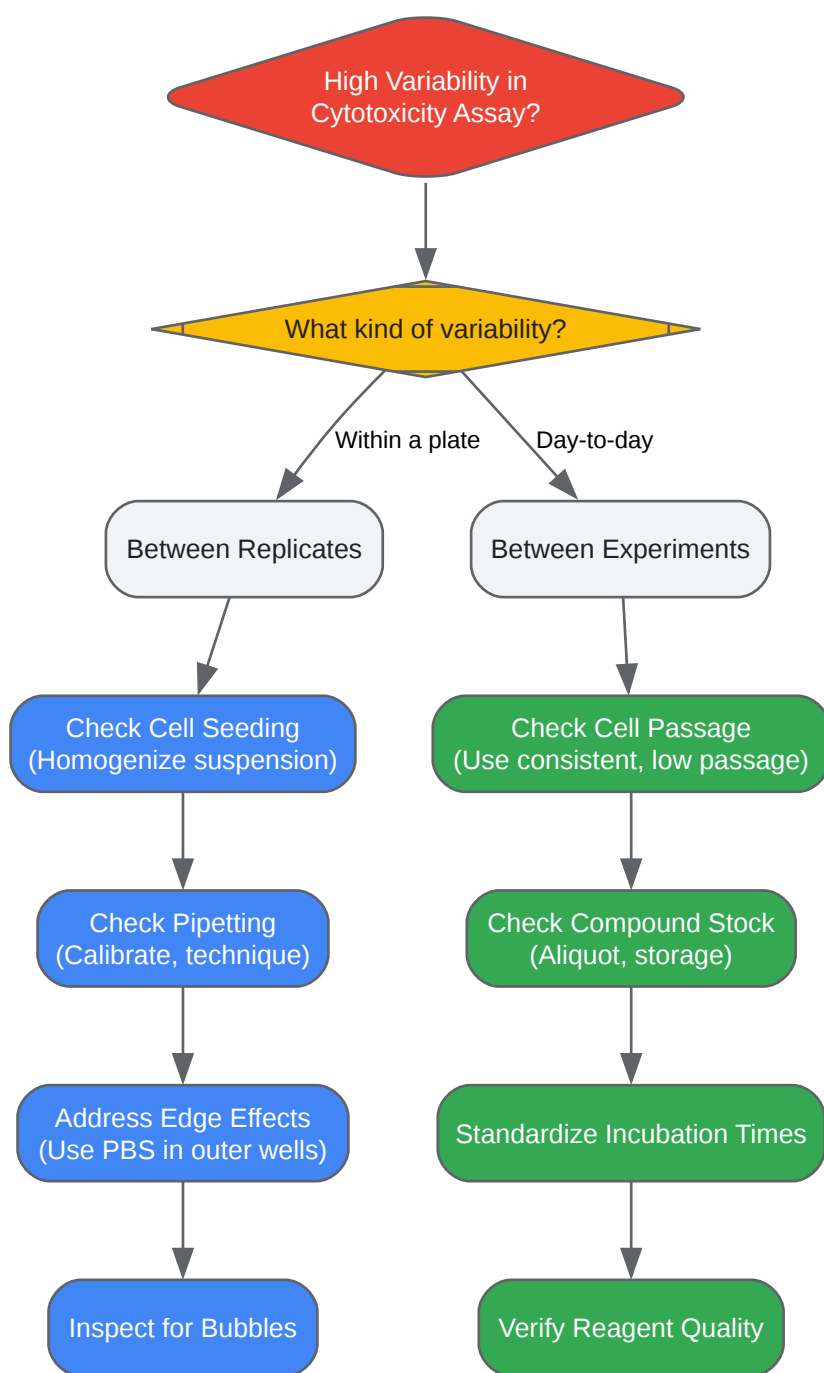 High Variability in
Cytotoxicity Assay?
What kind of variability?
Within a plate
Day-to-day
Between Replicates
Between Experiments
Check Cell Seeding
(Homogenize suspension)
Check Cell Passage
(Use consistent, low passage)
Check Pipetting
(Calibrate, technique)
Check Compound Stock
(Aliquot, storage)
Address Edge Effects
(Use PBS in outer wells)
Standardize Incubation Times
Inspect for Bubbles
Verify Reagent Quality